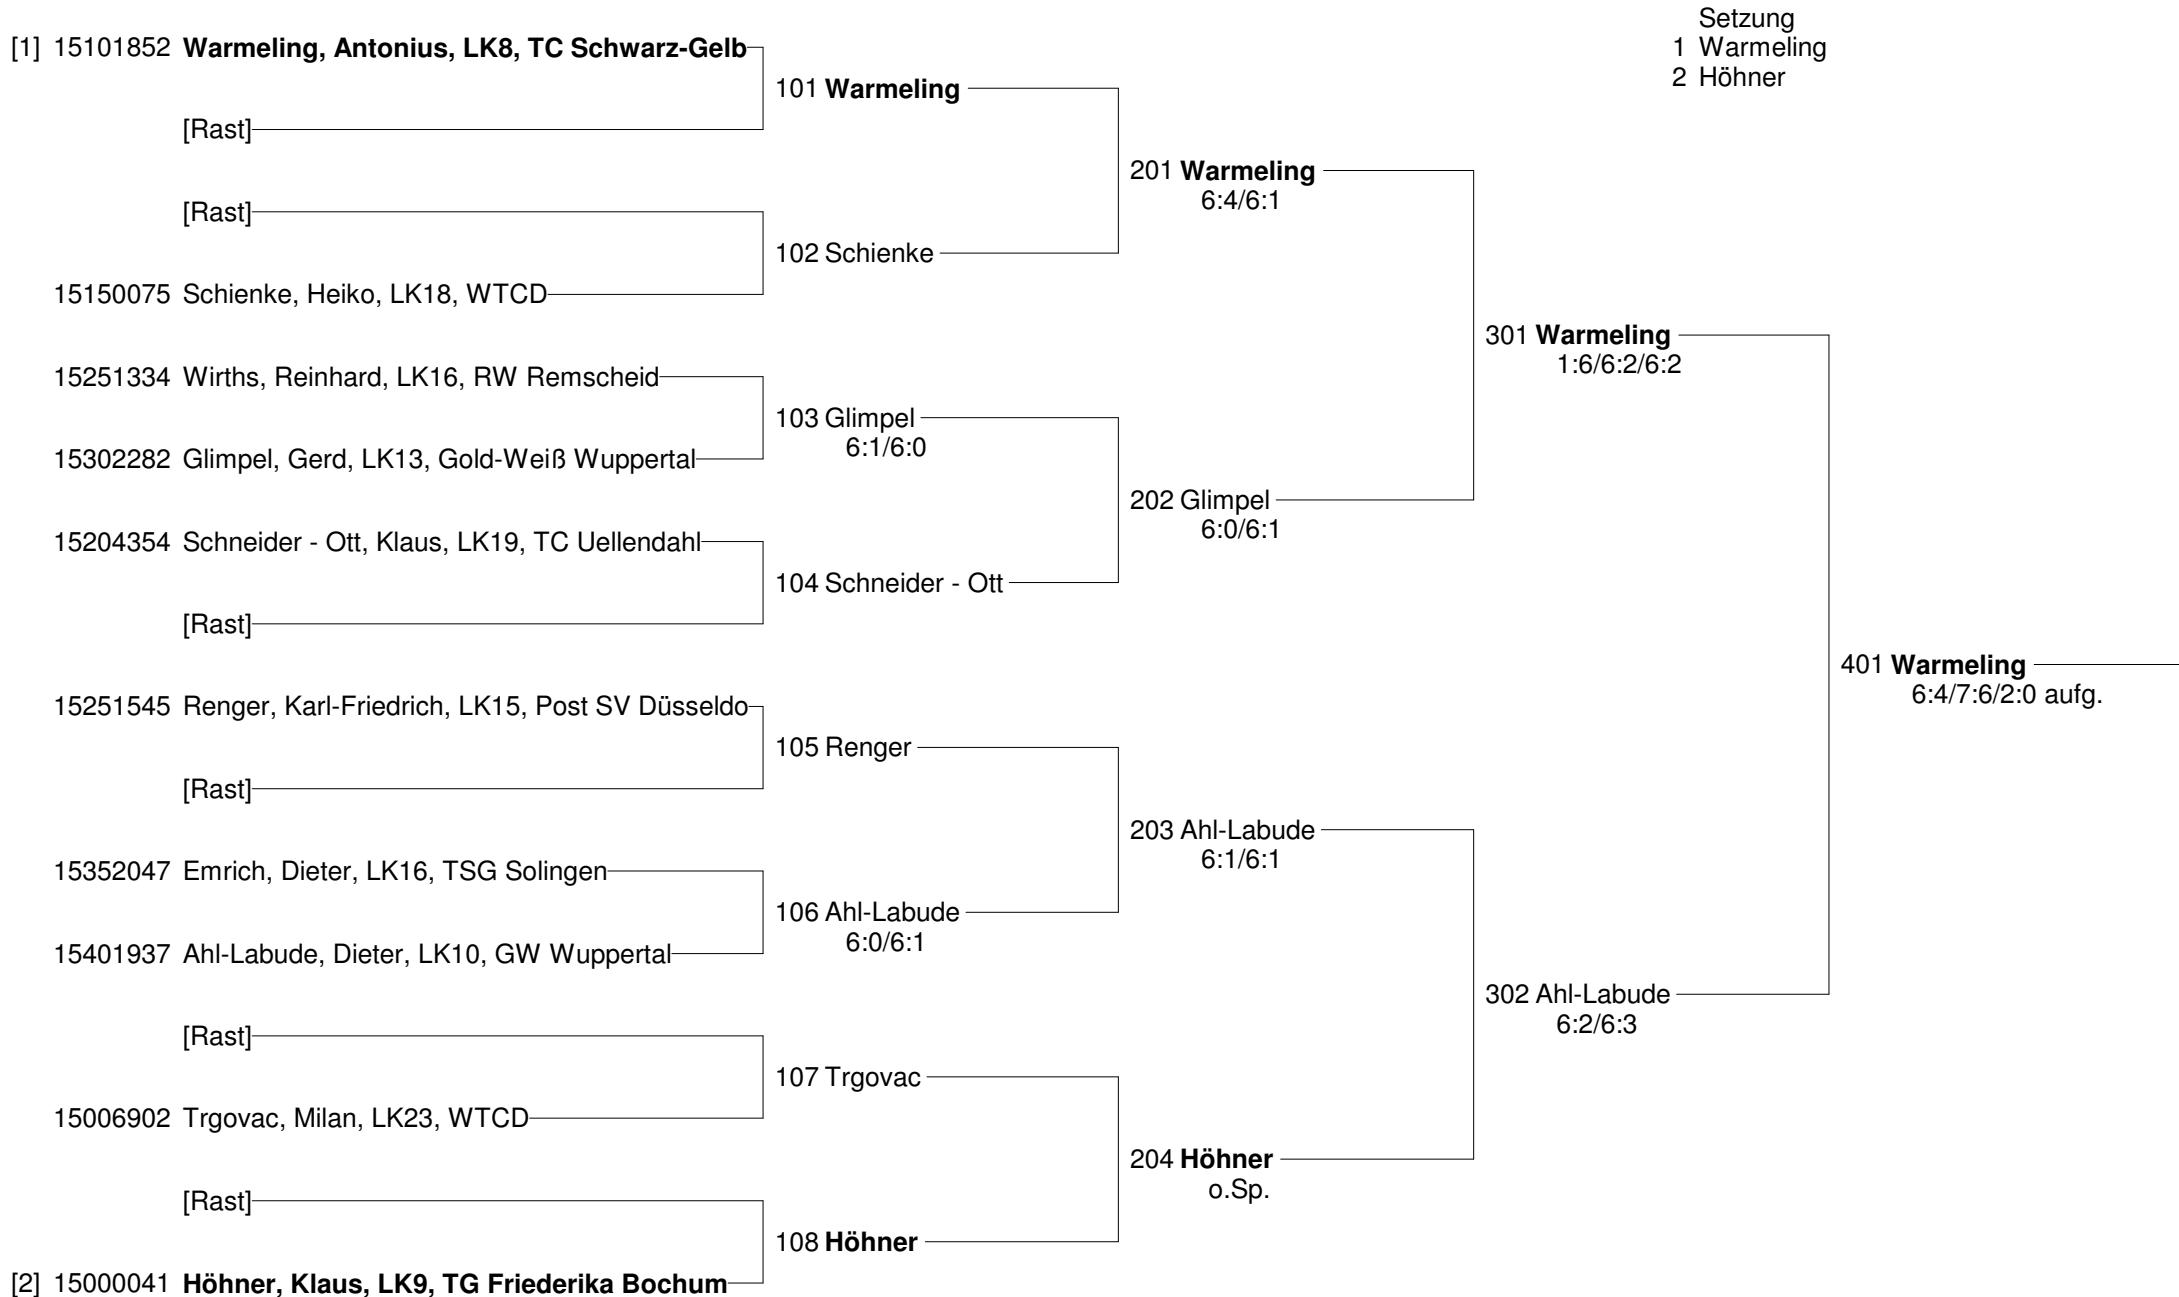 Setzung
1 Warmeling
2 Höhner
[1] 15101852 Warmeling, Antonius, LK8, TC Schwarz-Gelb
101 Warmeling
[Rast]
201 Warmeling
6:4/6:1
[Rast]
102 Schienke
15150075 Schienke, Heiko, LK18, WTCD
301 Warmeling
1:6/6:2/6:2
15251334 Wirths, Reinhard, LK16, RW Remscheid
103 Glimpel
6:1/6:0
15302282 Glimpel, Gerd, LK13, Gold-Weiß Wuppertal
202 Glimpel
6:0/6:1
15204354 Schneider - Ott, Klaus, LK19, TC Uellendahl
104 Schneider - Ott
[Rast]
401 Warmeling
6:4/7:6/2:0 aufg.
15251545 Renger, Karl-Friedrich, LK15, Post SV Düsseldo
105 Renger
[Rast]
203 Ahl-Labude
6:1/6:1
15352047 Emrich, Dieter, LK16, TSG Solingen
106 Ahl-Labude
6:0/6:1
15401937 Ahl-Labude, Dieter, LK10, GW Wuppertal
302 Ahl-Labude
6:2/6:3
[Rast]
107 Trgovac
15006902 Trgovac, Milan, LK23, WTCD
204 Höhner
o.Sp.
[Rast]
108 Höhner
[2] 15000041 Höhner, Klaus, LK9, TG Friederika Bochum